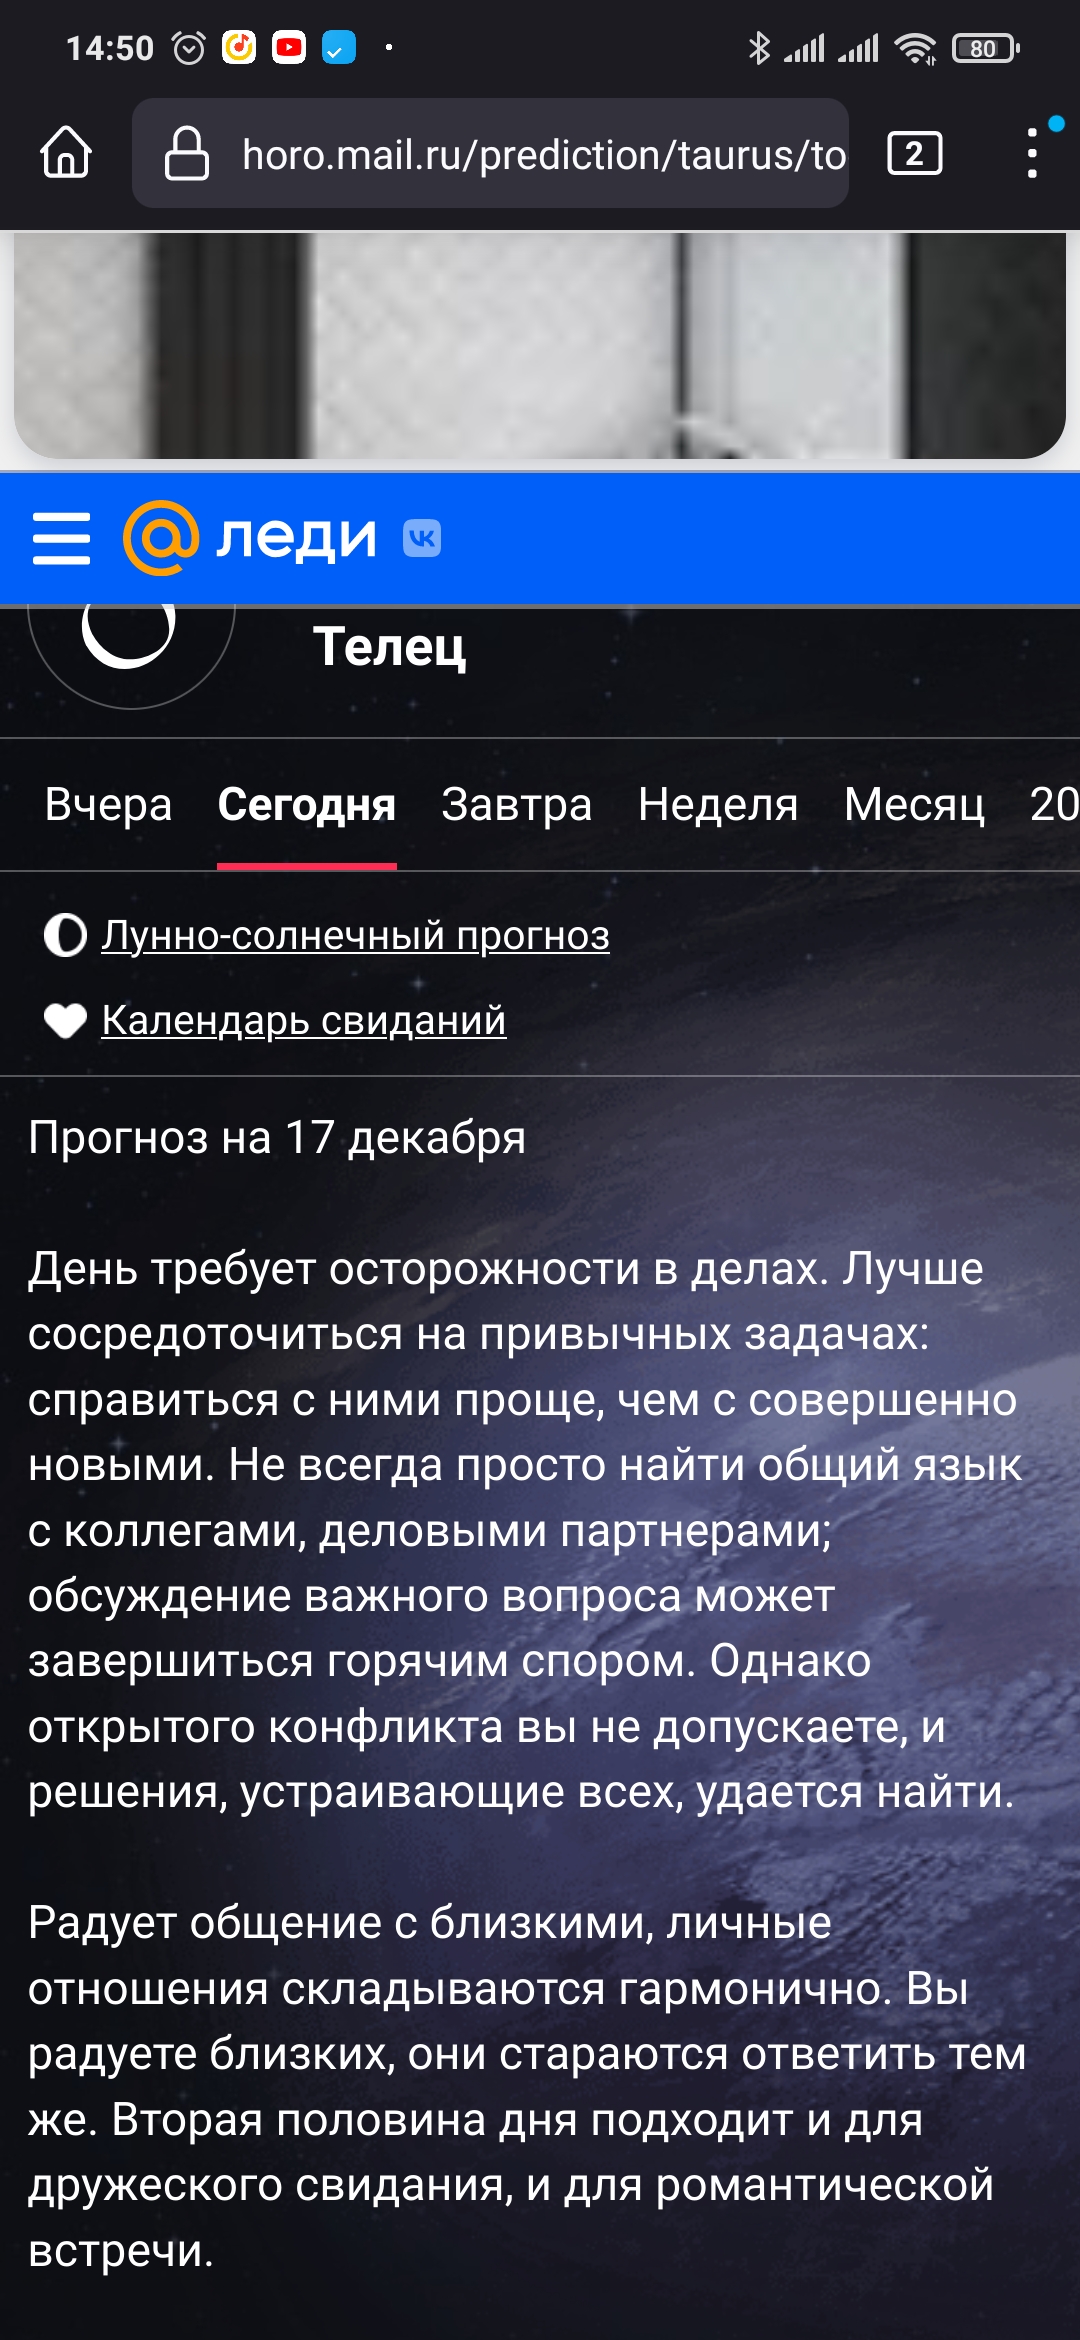 14:50
80
horo.mail.ru/prediction/taurus/to
2
леди
Телец
Вчера Сегодня Завтра Неделя Месяц 20
Лунно-солнечный прогноз
Календарь свиданий
Прогноз на 17 декабря
День требует осторожности в делах. Лучше
сосредоточиться на привычных задачах:
справиться с ними проще, чем с совершенно
новыми. Не всегда просто найти общий язык
с коллегами, деловыми партнерами;
обсуждение важного вопроса может
завершиться горячим спором. Однако
открытого конфликта вы не допускаете, и
решения, устраивающие всех, удается найти.
Радует общение с близкими, личные
отношения складываются гармонично. Вы
радуете близких, они стараются ответить тем
же. Вторая половина дня подходит и для
дружеского свидания, и для романтической
встречи.